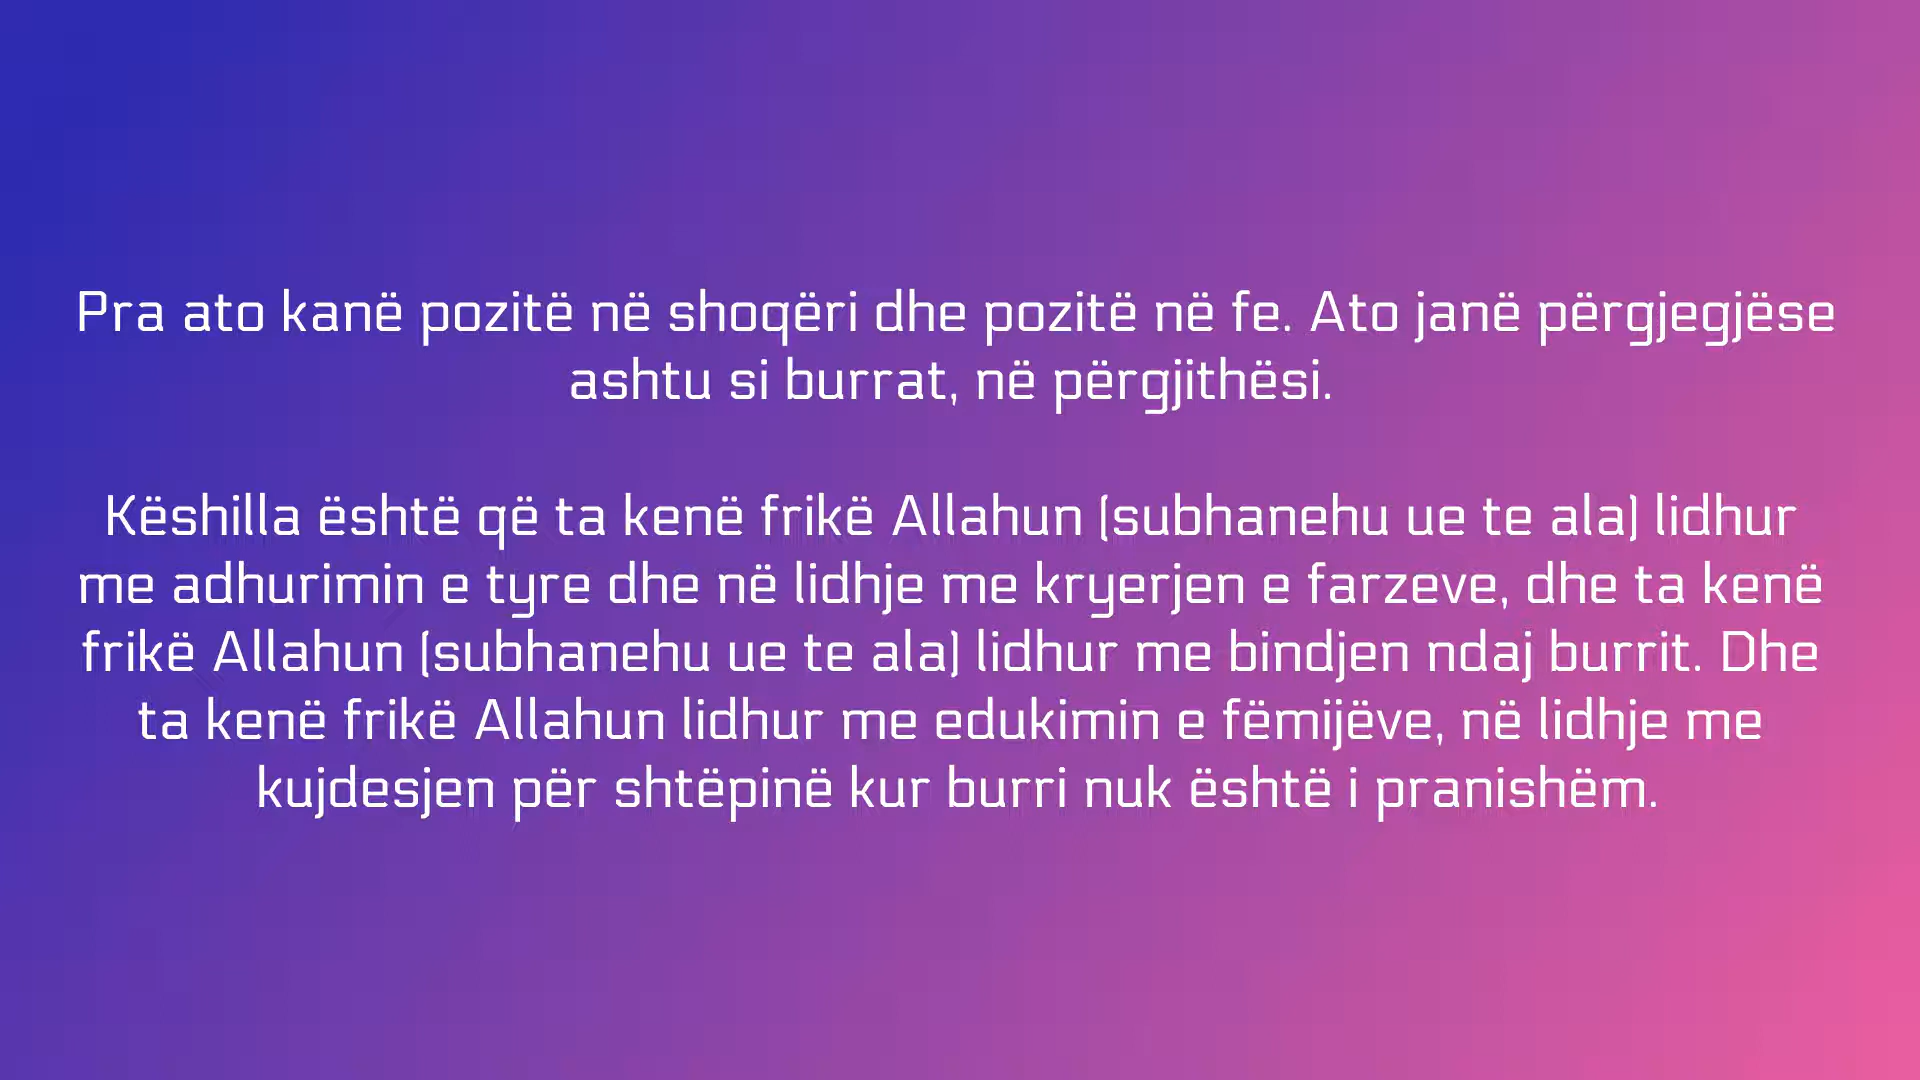 Pra ato kanë pozitë në shoqëri dhe pozitë në fe. Ato janë përgjegjëse
ashtu si burrat, në përgjithësi.
Këshilla është që ta kenë frikë Allahun (subhanehu ue te ala) lidhur
me adhurimin e tyre dhe në lidhje me kryerjen e farzeve, dhe ta kenë
frikë Allahun (subhanehu ue te ala) lidhur me bindjen ndaj burrit. Dhe
ta kenë frikë Allahun lidhur me edukimin e fëmijëve, në lidhje me
kujdesjen për shtëpinë kur burri nuk është i pranishëm.